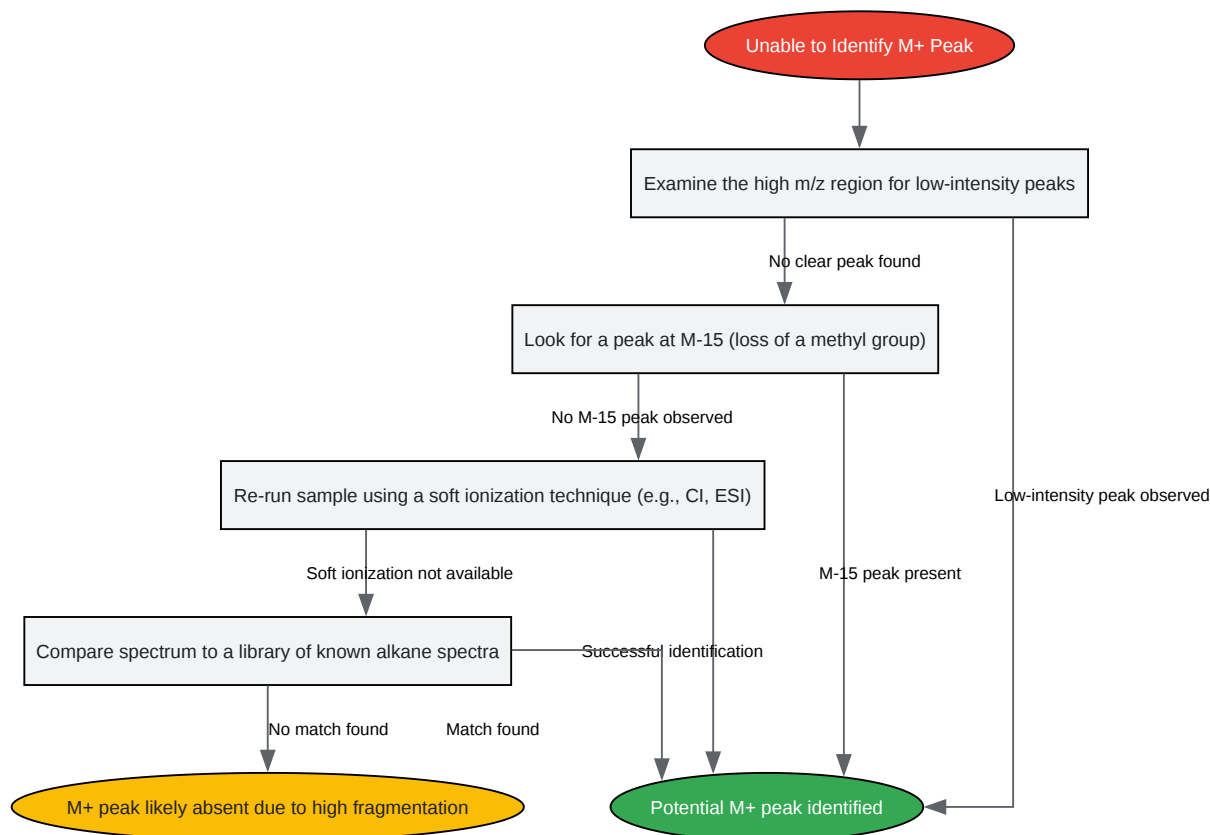 Unable to Identify M+ Peak
Examine the high m/z region for low-intensity peaks
No clear peak found
Look for a peak at M-15 (loss of a methyl group)
No M-15 peak observed
Re-run sample using a soft ionization technique (e.g., CI, ESI)
Low-intensity peak observed
Soft ionization not available
M-15 peak present
Compare spectrum to a library of known alkane spectra
Successful identification
No match found
Match found
M+ peak likely absent due to high fragmentation
Potential M+ peak identified